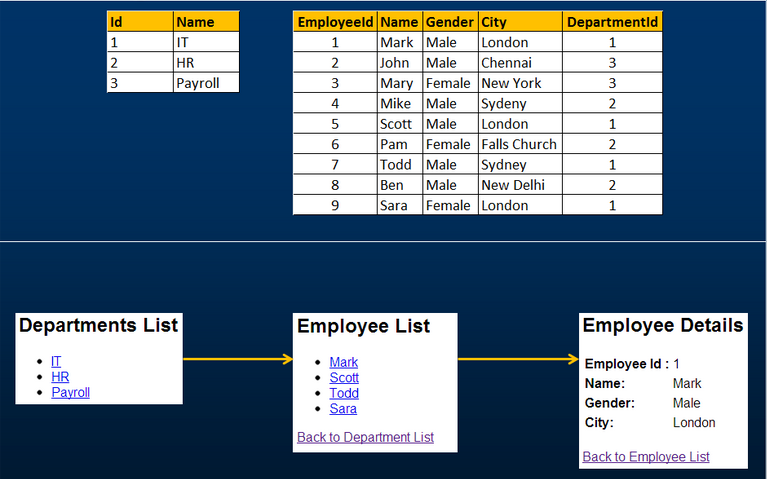 Id Name
1 IT
2 HR
3 Payroll
EmployeeId Name Gender City DepartmentId
1 Mark Male London 1
2 John Male Chennai 3
3 Mary Female New York 3
4 Mike Male Sydeny 2
5 Scott Male London 1
6 Pam Female Falls Church 2
7 Todd Male Sydney 1
8 Ben Male New Delhi 2
9 Sara Female London 1
Departments List
IT
HR
Payroll
Employee List
Mark
Scott
Todd
Sara
Back to Department List
Employee Details
Employee Id : 1
Name: Mark
Gender: Male
City: London
Back to Employee List